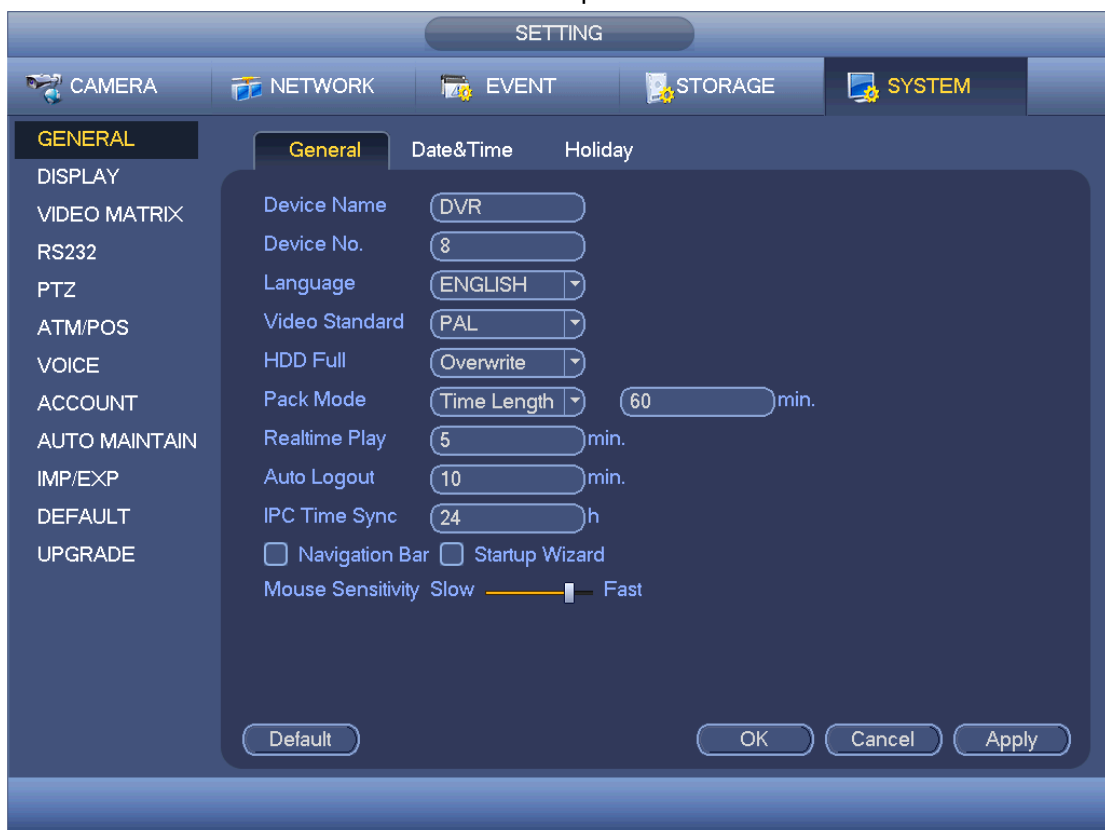 SETTING
CAMERA NETWORK EVENT STORAGE SYSTEM
GENERAL
DISPLAY
VIDEO MATRIX
RS232
PTZ
ATM/POS
VOICE
ACCOUNT
AUTO MAINTAIN
IMP/EXP
DEFAULT
UPGRADE
General Date&Time Holiday
Device Name DVR
Device No. 8
Language ENGLISH
Video Standard PAL
HDD Full Overwrite
Pack Mode Time Length 60 min.
Realtime Play 5 min.
Auto Logout 10 min.
IPC Time Sync 24 h
Navigation Bar Startup Wizard
Mouse Sensitivity Slow Fast
Default OK Cancel Apply